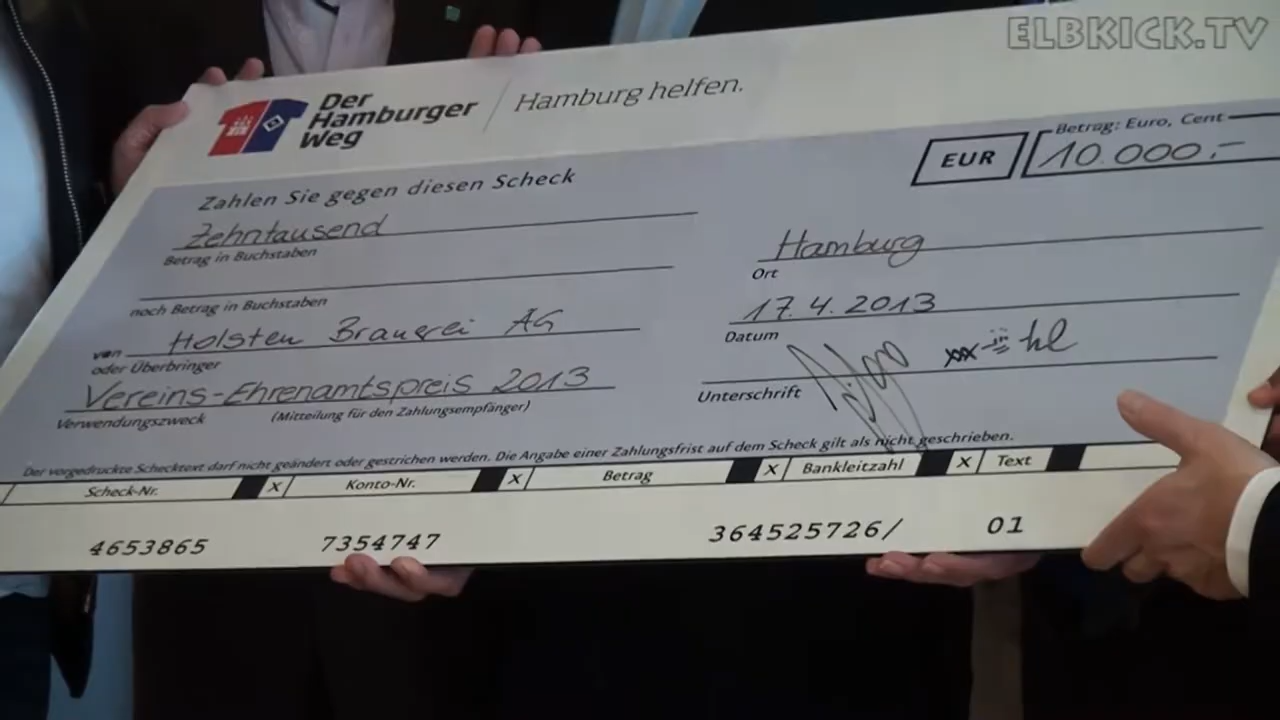 ELBKICK.TV
Der
Hamburger
Weg
Hamburg helfen.
Betrag: Euro, Cent
EUR
10.000,-
Zahlen Sie gegen diesen Scheck
Zehntausend
Betrag in Buchstaben
noch Betrag in Buchstaben
von Holsten Brauerei AG
oder Überbringer
Vereins-Ehrenamtspreis 2013
Verwendungszweck (Mitteilung für den Zahlungsempfänger)
Hamburg
Ort
17.4.2013
Datum
Unterschrift
Der vorgedruckte Schecktext darf nicht geändert oder gestrichen werden. Die Angabe einer Zahlungsfrist auf dem Scheck gilt als nicht geschrieben.
Scheck-Nr. X Konto-Nr. X Betrag X Bankleitzahl X Text
4653865 7354747 364525726/ 01